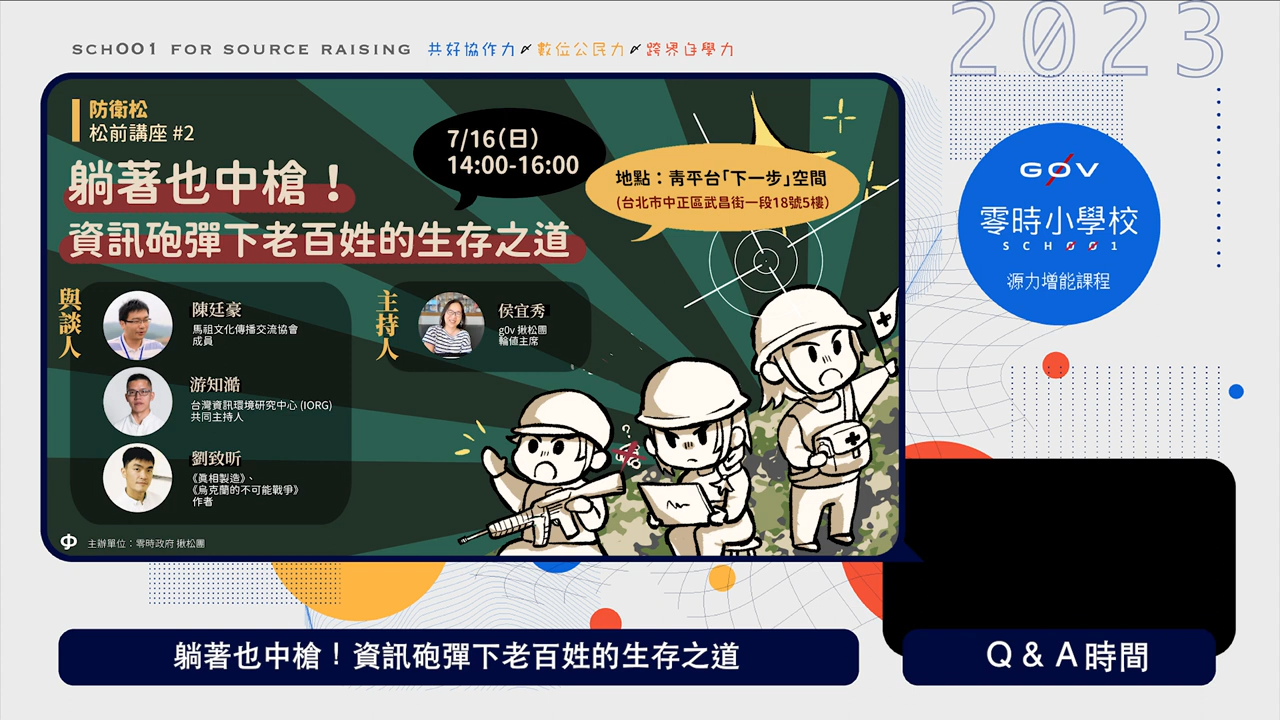 SCH001 FOR SOURCE RAISING 共好協作力 數位公民力 跨界自學力
2023
防衛松
松前講座 #2
7/16(日)
14:00-16:00
躺著也中槍！
資訊砲彈下老百姓的生存之道
地點：青平台「下一步」空間
(台北市中正區武昌街一段18號5樓)
與談人
陳廷豪
馬祖文化傳播交流協會
成員
游知澔
台灣資訊環境研究中心 (IORG)
共同主持人
劉致昕
《真相製造》、
《烏克蘭的不可能戰爭》
作者
主持人
侯宜秀
g0v 揪松團
輪值主席
主辦單位：零時政府 揪松團
G0V
零時小學校
SCH001
源力增能課程
躺著也中槍！資訊砲彈下老百姓的生存之道
Q & A 時間